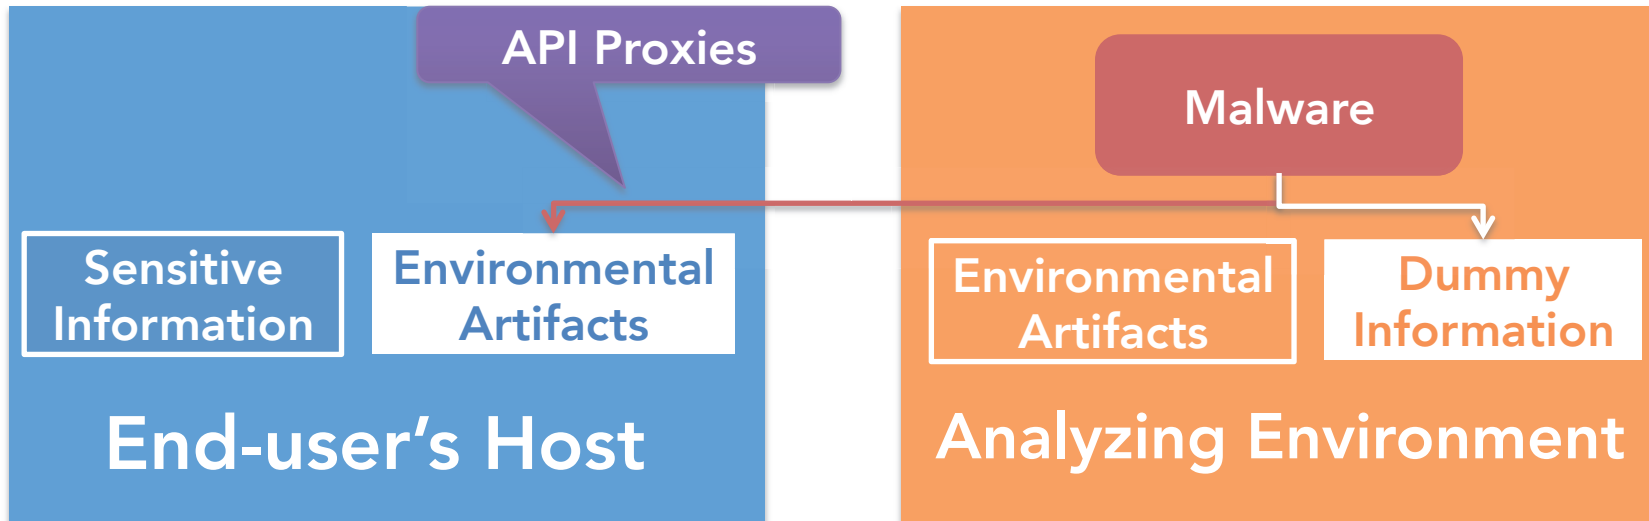 API Proxies
Malware
Sensitive
Information
Environmental
Artifacts
Environmental
Artifacts
Dummy
Information
End-user’s Host
Analyzing Environment